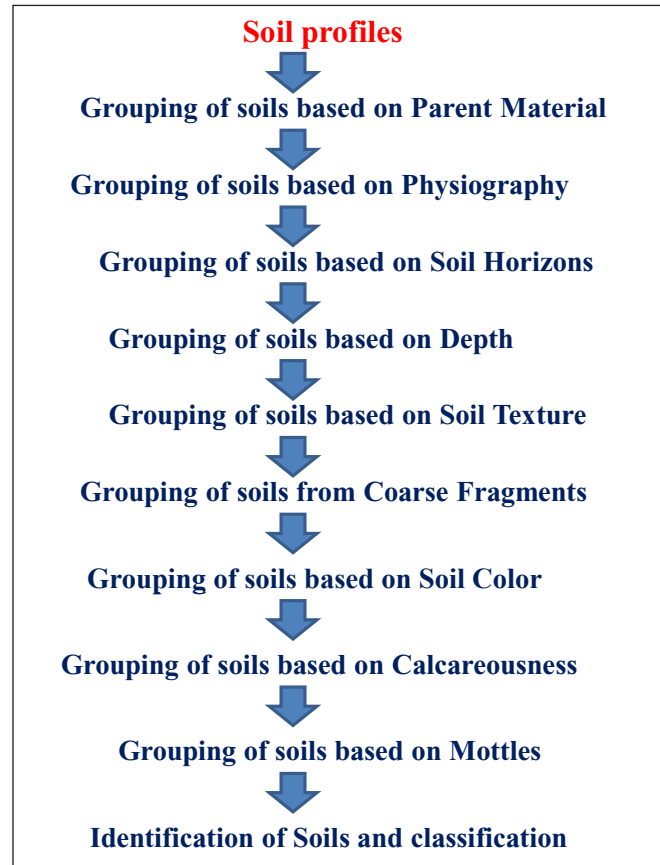 Soil profiles
Grouping of soils based on Parent Material
Grouping of soils based on Physiography
Grouping of soils based on Soil Horizons
Grouping of soils based on Depth
Grouping of soils based on Soil Texture
Grouping of soils from Coarse Fragments
Grouping of soils based on Soil Color
Grouping of soils based on Calcareousness
Grouping of soils based on Mottles
Identification of Soils and classification